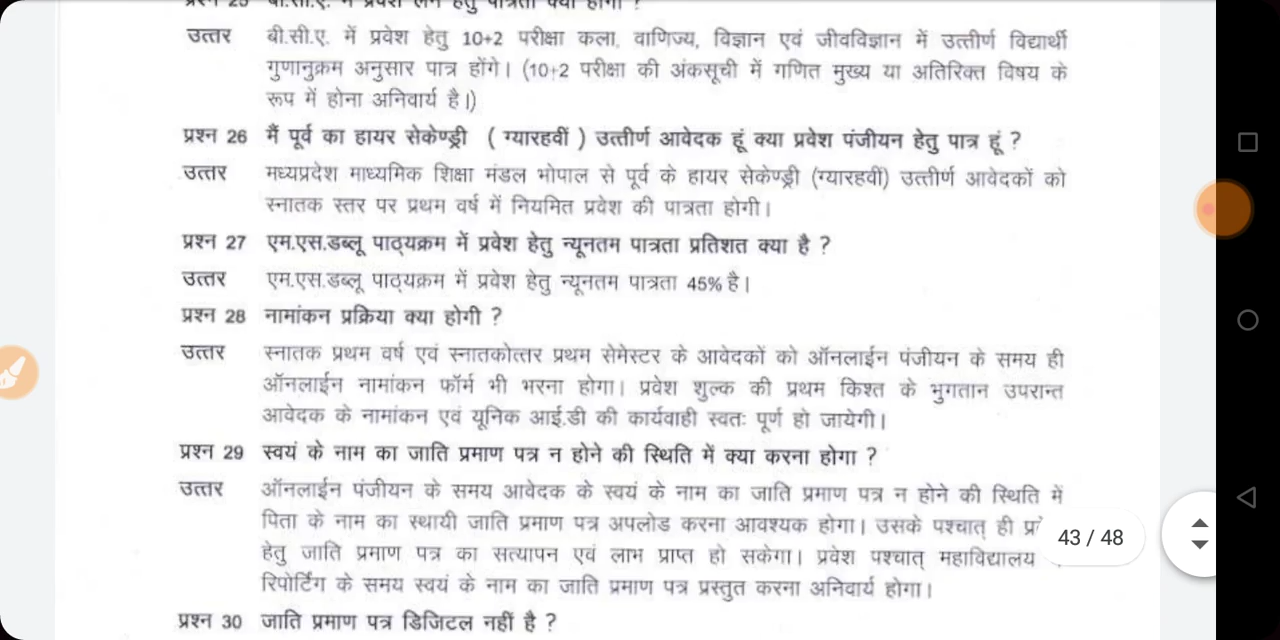 प्रश्न 25 बी.सी.ए. में प्रवेश लेने हेतु पात्रता क्या होगी ?
उत्तर बी.सी.ए. में प्रवेश हेतु 10+2 परीक्षा कला, वाणिज्य, विज्ञान एवं जीवविज्ञान में उत्तीर्ण विद्यार्थी
गुणानुक्रम अनुसार पात्र होंगे। (10+2 परीक्षा की अंकसूची में गणित मुख्य या अतिरिक्त विषय के
रूप में होना अनिवार्य है।)
प्रश्न 26 मैं पूर्व का हायर सेकेण्ड्री ( ग्यारहवीं ) उत्तीर्ण आवेदक हूं क्या प्रवेश पंजीयन हेतु पात्र हूं ?
उत्तर मध्यप्रदेश माध्यमिक शिक्षा मंडल भोपाल से पूर्व के हायर सेकेण्ड्री (ग्यारहवीं) उत्तीर्ण आवेदकों को
स्नातक स्तर पर प्रथम वर्ष में नियमित प्रवेश की पात्रता होगी।
प्रश्न 27 एम.एस.डब्लू पाठ्यक्रम में प्रवेश हेतु न्यूनतम पात्रता प्रतिशत क्या है ?
उत्तर एम.एस.डब्लू पाठ्यक्रम में प्रवेश हेतु न्यूनतम पात्रता 45% है।
प्रश्न 28 नामांकन प्रक्रिया क्या होगी ?
उत्तर स्नातक प्रथम वर्ष एवं स्नातकोत्तर प्रथम सेमेस्टर के आवेदकों को ऑनलाईन पंजीयन के समय ही
ऑनलाईन नामांकन फॉर्म भी भरना होगा। प्रवेश शुल्क की प्रथम किश्त के भुगतान उपरान्त
आवेदक के नामांकन एवं यूनिक आई.डी की कार्यवाही स्वतः पूर्ण हो जायेगी।
प्रश्न 29 स्वयं के नाम का जाति प्रमाण पत्र न होने की स्थिति में क्या करना होगा ?
उत्तर ऑनलाईन पंजीयन के समय आवेदक के स्वयं के नाम का जाति प्रमाण पत्र न होने की स्थिति में
पिता के नाम का स्थायी जाति प्रमाण पत्र अपलोड करना आवश्यक होगा। उसके पश्चात् ही
हेतु जाति प्रमाण पत्र का सत्यापन एवं लाभ प्राप्त हो सकेगा। प्रवेश पश्चात् महाविद्यालय
रिपोर्टिंग के समय स्वयं के नाम का जाति प्रमाण पत्र प्रस्तुत करना अनिवार्य होगा।
प्रश्न 30 जाति प्रमाण पत्र डिजिटल नहीं है ?
43 / 48